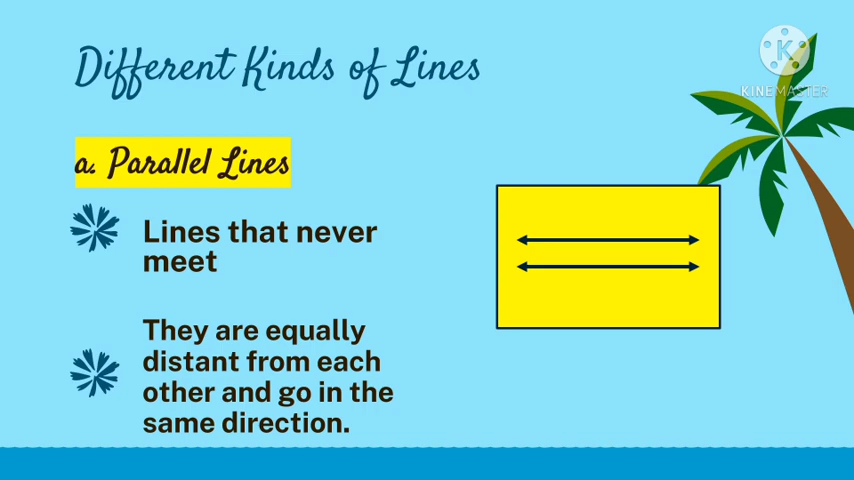 Different Kinds of Lines
K
KINEMASTER
a. Parallel Lines
Lines that never
meet
They are equally
distant from each
other and go in the
same direction.